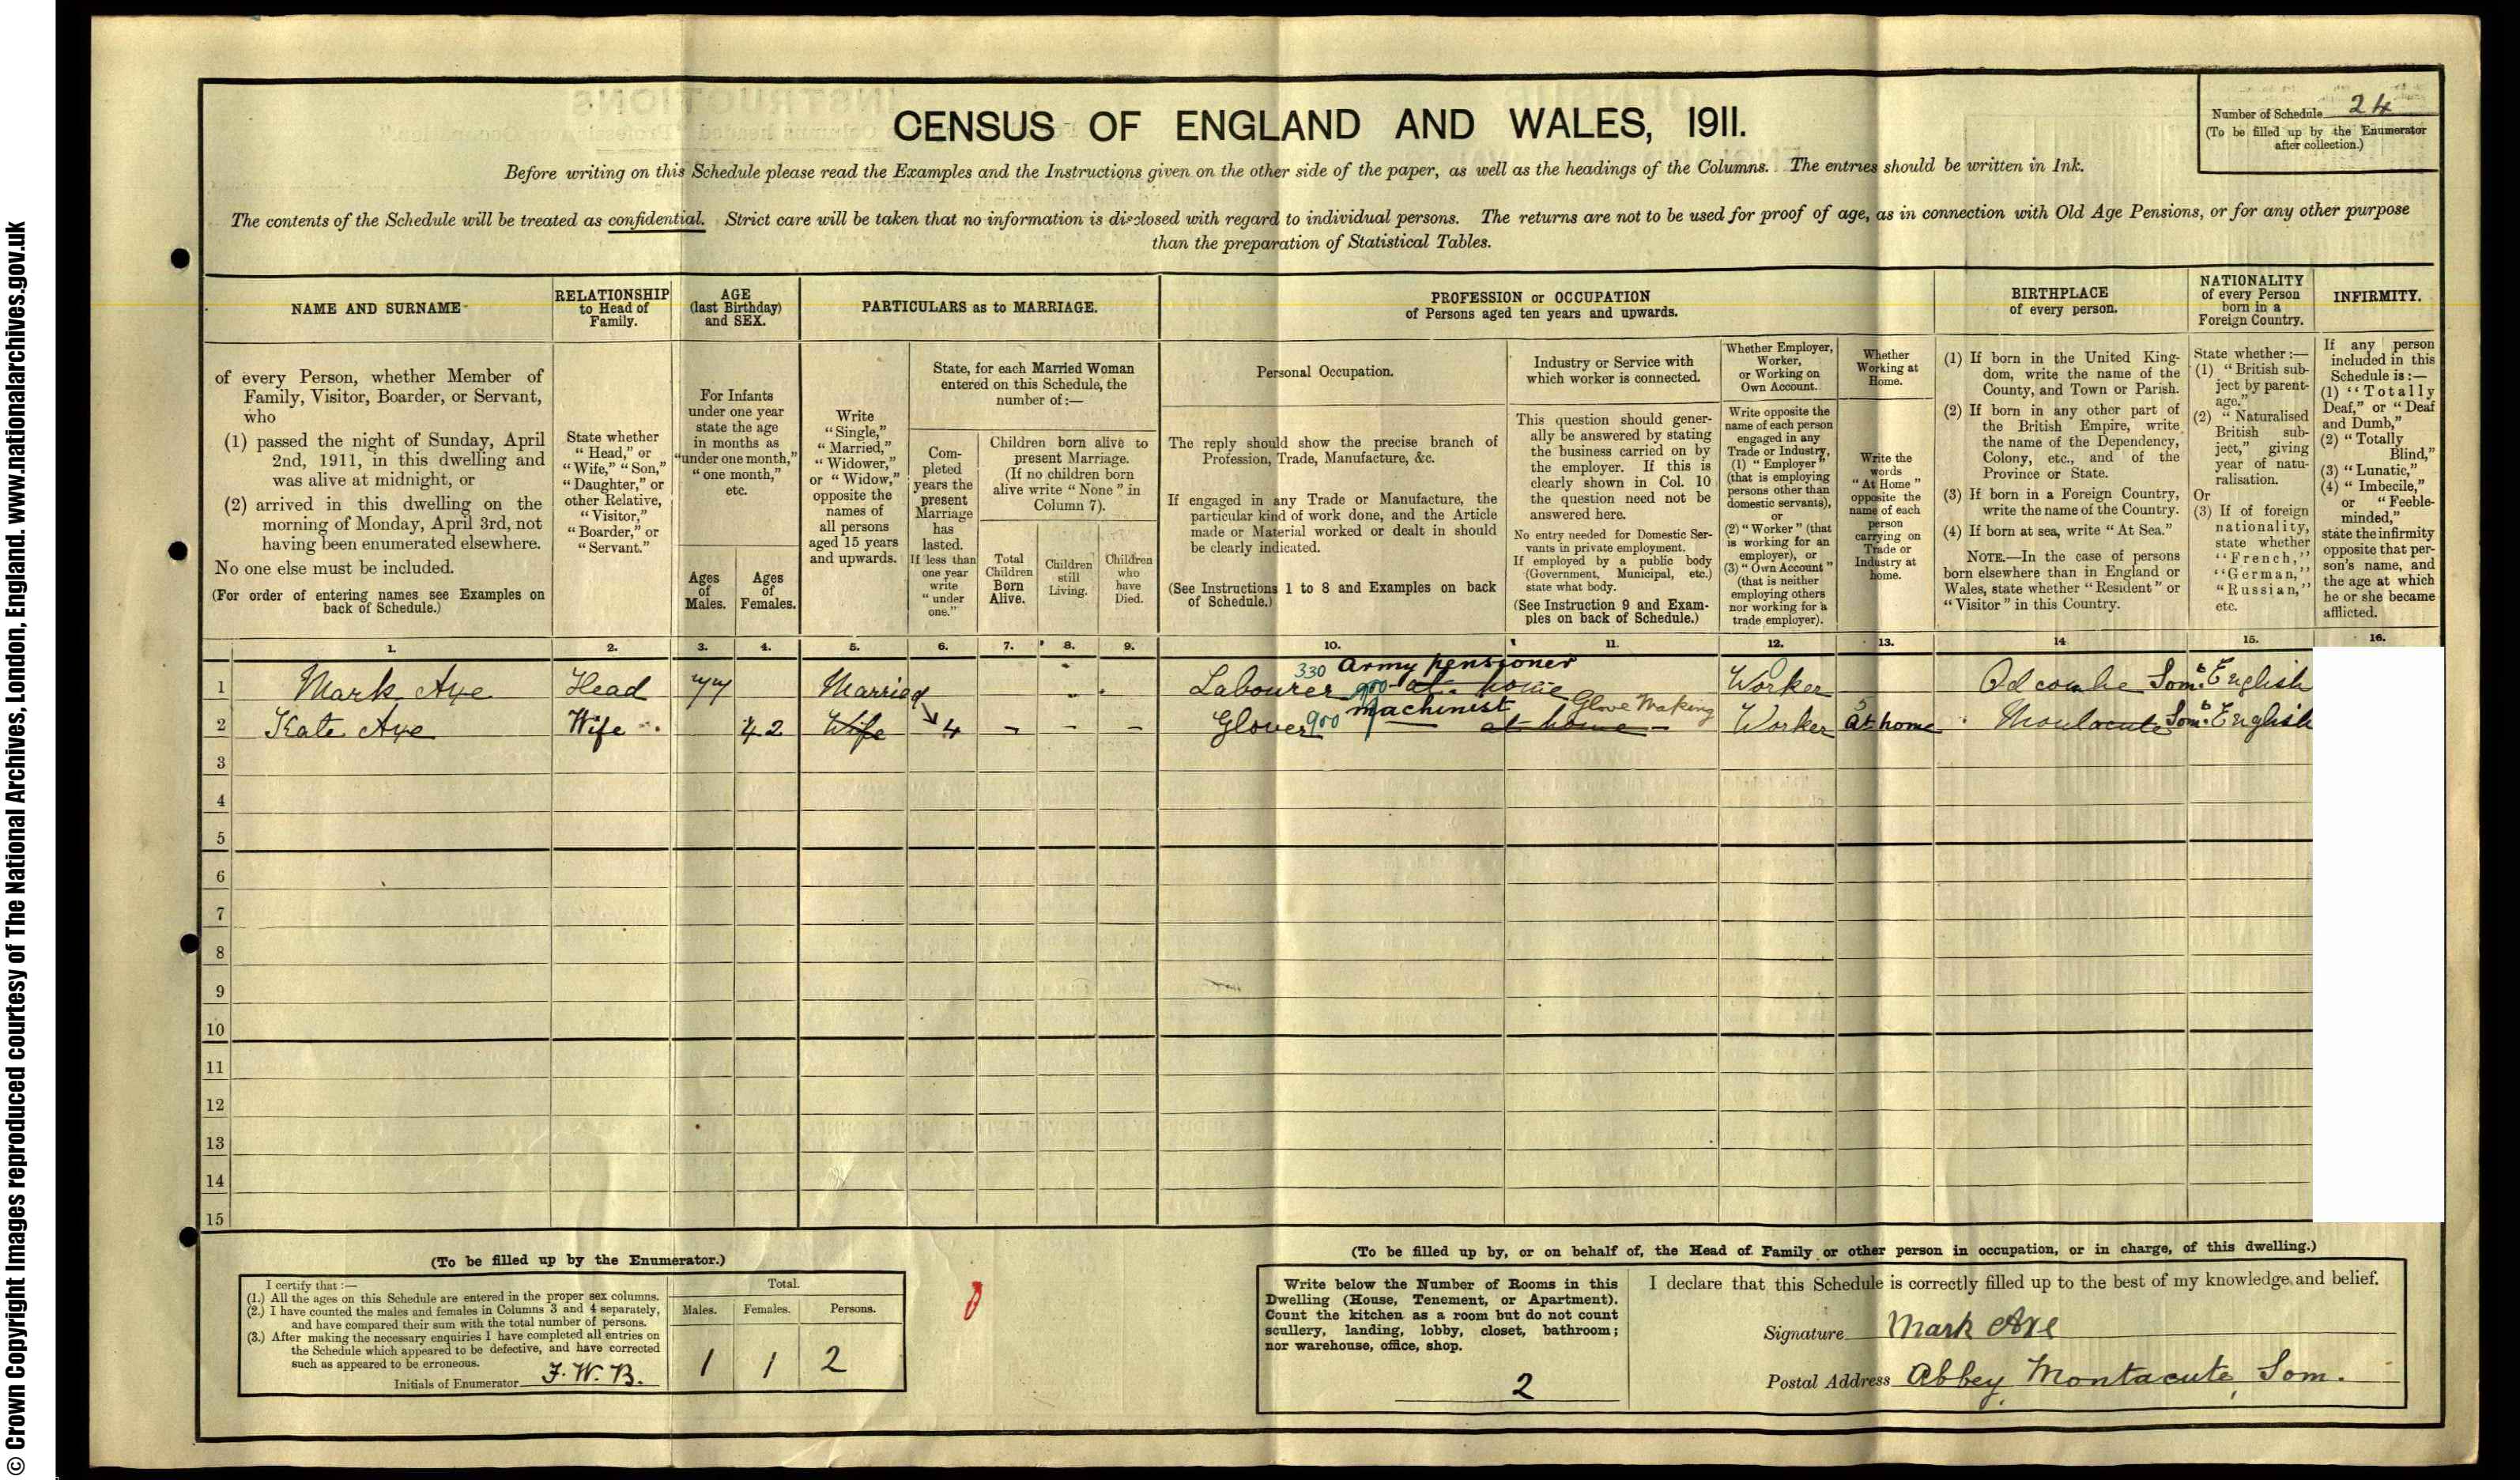 © Crown Copyright Images reproduced courtesy of The National Archives, London, England. www.nationalarchives.gov.uk
CENSUS OF ENGLAND AND WALES, 1911.
Number of Schedule 24
(To be filled up by the Enumerator
after collection.)
Before writing on this Schedule please read the Examples and the Instructions given on the other side of the paper, as well as the headings of the Columns. The entries should be written in Ink.
The contents of the Schedule will be treated as confidential. Strict care will be taken that no information is disclosed with regard to individual persons. The returns are not to be used for proof of age, as in connection with Old Age Pensions, or for any other purpose
than the preparation of Statistical Tables.
NAME AND SURNAME
of every Person, whether Member of
Family, Visitor, Boarder, or Servant,
who
(1) passed the night of Sunday, April
2nd, 1911, in this dwelling and
was alive at midnight, or
(2) arrived in this dwelling on the
morning of Monday, April 3rd, not
having been enumerated elsewhere.
No one else must be included.
(For order of entering names see Examples on
back of Schedule.)
RELATIONSHIP
to Head of
Family.
State whether
"Head," or
"Wife," "Son,"
"Daughter," or
other Relative,
"Visitor,"
"Boarder," or
"Servant."
AGE
(last Birthday)
and SEX.
For Infants
under one year
state the age
in months as
"under one month,"
"one month,"
etc.
Ages
of
Males.
Ages
of
Females.
PARTICULARS as to MARRIAGE.
Write
"Single,"
"Married,"
"Widower,"
or "Widow,"
opposite the
names of
all persons
aged 15 years
and upwards.
State, for each Married Woman
entered on this Schedule, the
number of:—
Com-
pleted
years the
present
Marriage
has
lasted.
If less than
one year
write
"under
one."
Children born alive to
present Marriage.
(If no children born
alive write "None" in
Column 7).
Total
Children
Born
Alive.
Children
still
Living.
Children
who
have
Died.
PROFESSION or OCCUPATION
of Persons aged ten years and upwards.
Personal Occupation.
The reply should show the precise branch of
Profession, Trade, Manufacture, &c.
If engaged in any Trade or Manufacture, the
particular kind of work done, and the Article
made or Material worked or dealt in should
be clearly indicated.
(See Instructions 1 to 8 and Examples on back
of Schedule.)
Industry or Service with
which worker is connected.
This question should gener-
ally be answered by stating
the business carried on by
the employer. If this is
clearly shown in Col. 10
the question need not be
answered here.
No entry needed for Domestic Ser-
vants in private employment.
If employed by a public body
(Government, Municipal, etc.)
state what body.
(See Instruction 9 and Exam-
ples on back of Schedule.)
Whether Employer,
Worker,
or Working on
Own Account.
Write opposite the
name of each person
engaged in any
Trade or Industry,
(1) "Employer"
(that is employing
persons other than
domestic servants),
or
(2) "Worker" (that
is working for an
employer), or
(3) "Own Account"
(that is neither
employing others
nor working for a
trade employer).
Whether
Working at
Home.
Write the
words
"At Home"
opposite the
name of each
person
carrying on
Trade or
Industry at
home.
BIRTHPLACE
of every person.
(1) If born in the United King-
dom, write the name of the
County, and Town or Parish.
(2) If born in any other part of
the British Empire, write
the name of the Dependency,
Colony, etc., and of the
Province or State.
(3) If born in a Foreign Country,
write the name of the Country.
(4) If born at sea, write "At Sea."
NOTE.—In the case of persons
born elsewhere than in England or
Wales, state whether "Resident" or
"Visitor" in this Country.
NATIONALITY
of every Person
born in a
Foreign Country.
State whether:—
(1) "British sub-
ject by parent-
age."
(2) "Naturalised
British sub-
ject," giving
year of natu-
ralisation.
Or
(3) If of foreign
nationality,
state whether
"French,"
"German,"
"Russian,"
etc.
INFIRMITY.
If any person
included in this
Schedule is:—
(1) "Totally
Deaf," or "Deaf
and Dumb,"
(2) "Totally
Blind,"
(3) "Lunatic,"
(4) "Imbecile,"
or "Feeble-
minded,"
state the infirmity
opposite that per-
son's name, and
the age at which
he or she became
afflicted.
1. 2. 3. 4. 5. 6. 7. 8. 9. 10. 11. 12. 13. 14 15. 16.
330 Army pensioner
1 Mark Axe Head 77 Married Labourer 900 at home Worker Odcombe Som. English
machinist Glove Making
2 Kate Axe Wife 42 Wife 4 – – – Glover 900 at home Worker At home Montacute Som. English
3
4
5
6
7
8
9
10
11
12
13
14
15
(To be filled up by the Enumerator.)
I certify that:—
(1.) All the ages on this Schedule are entered in the proper sex columns.
(2.) I have counted the males and females in Columns 3 and 4 separately,
and have compared their sum with the total number of persons.
(3.) After making the necessary enquiries I have completed all entries on
the Schedule which appeared to be defective, and have corrected
such as appeared to be erroneous.
Initials of Enumerator F. W. B.
Total.
Males. Females. Persons.
1 1 2
(To be filled up by, or on behalf of, the Head of Family or other person in occupation, or in charge, of this dwelling.)
Write below the Number of Rooms in this
Dwelling (House, Tenement, or Apartment).
Count the kitchen as a room but do not count
scullery, landing, lobby, closet, bathroom;
nor warehouse, office, shop.
2
I declare that this Schedule is correctly filled up to the best of my knowledge and belief.
Signature Mark Axe
Postal Address Abbey, Montacute, Som.